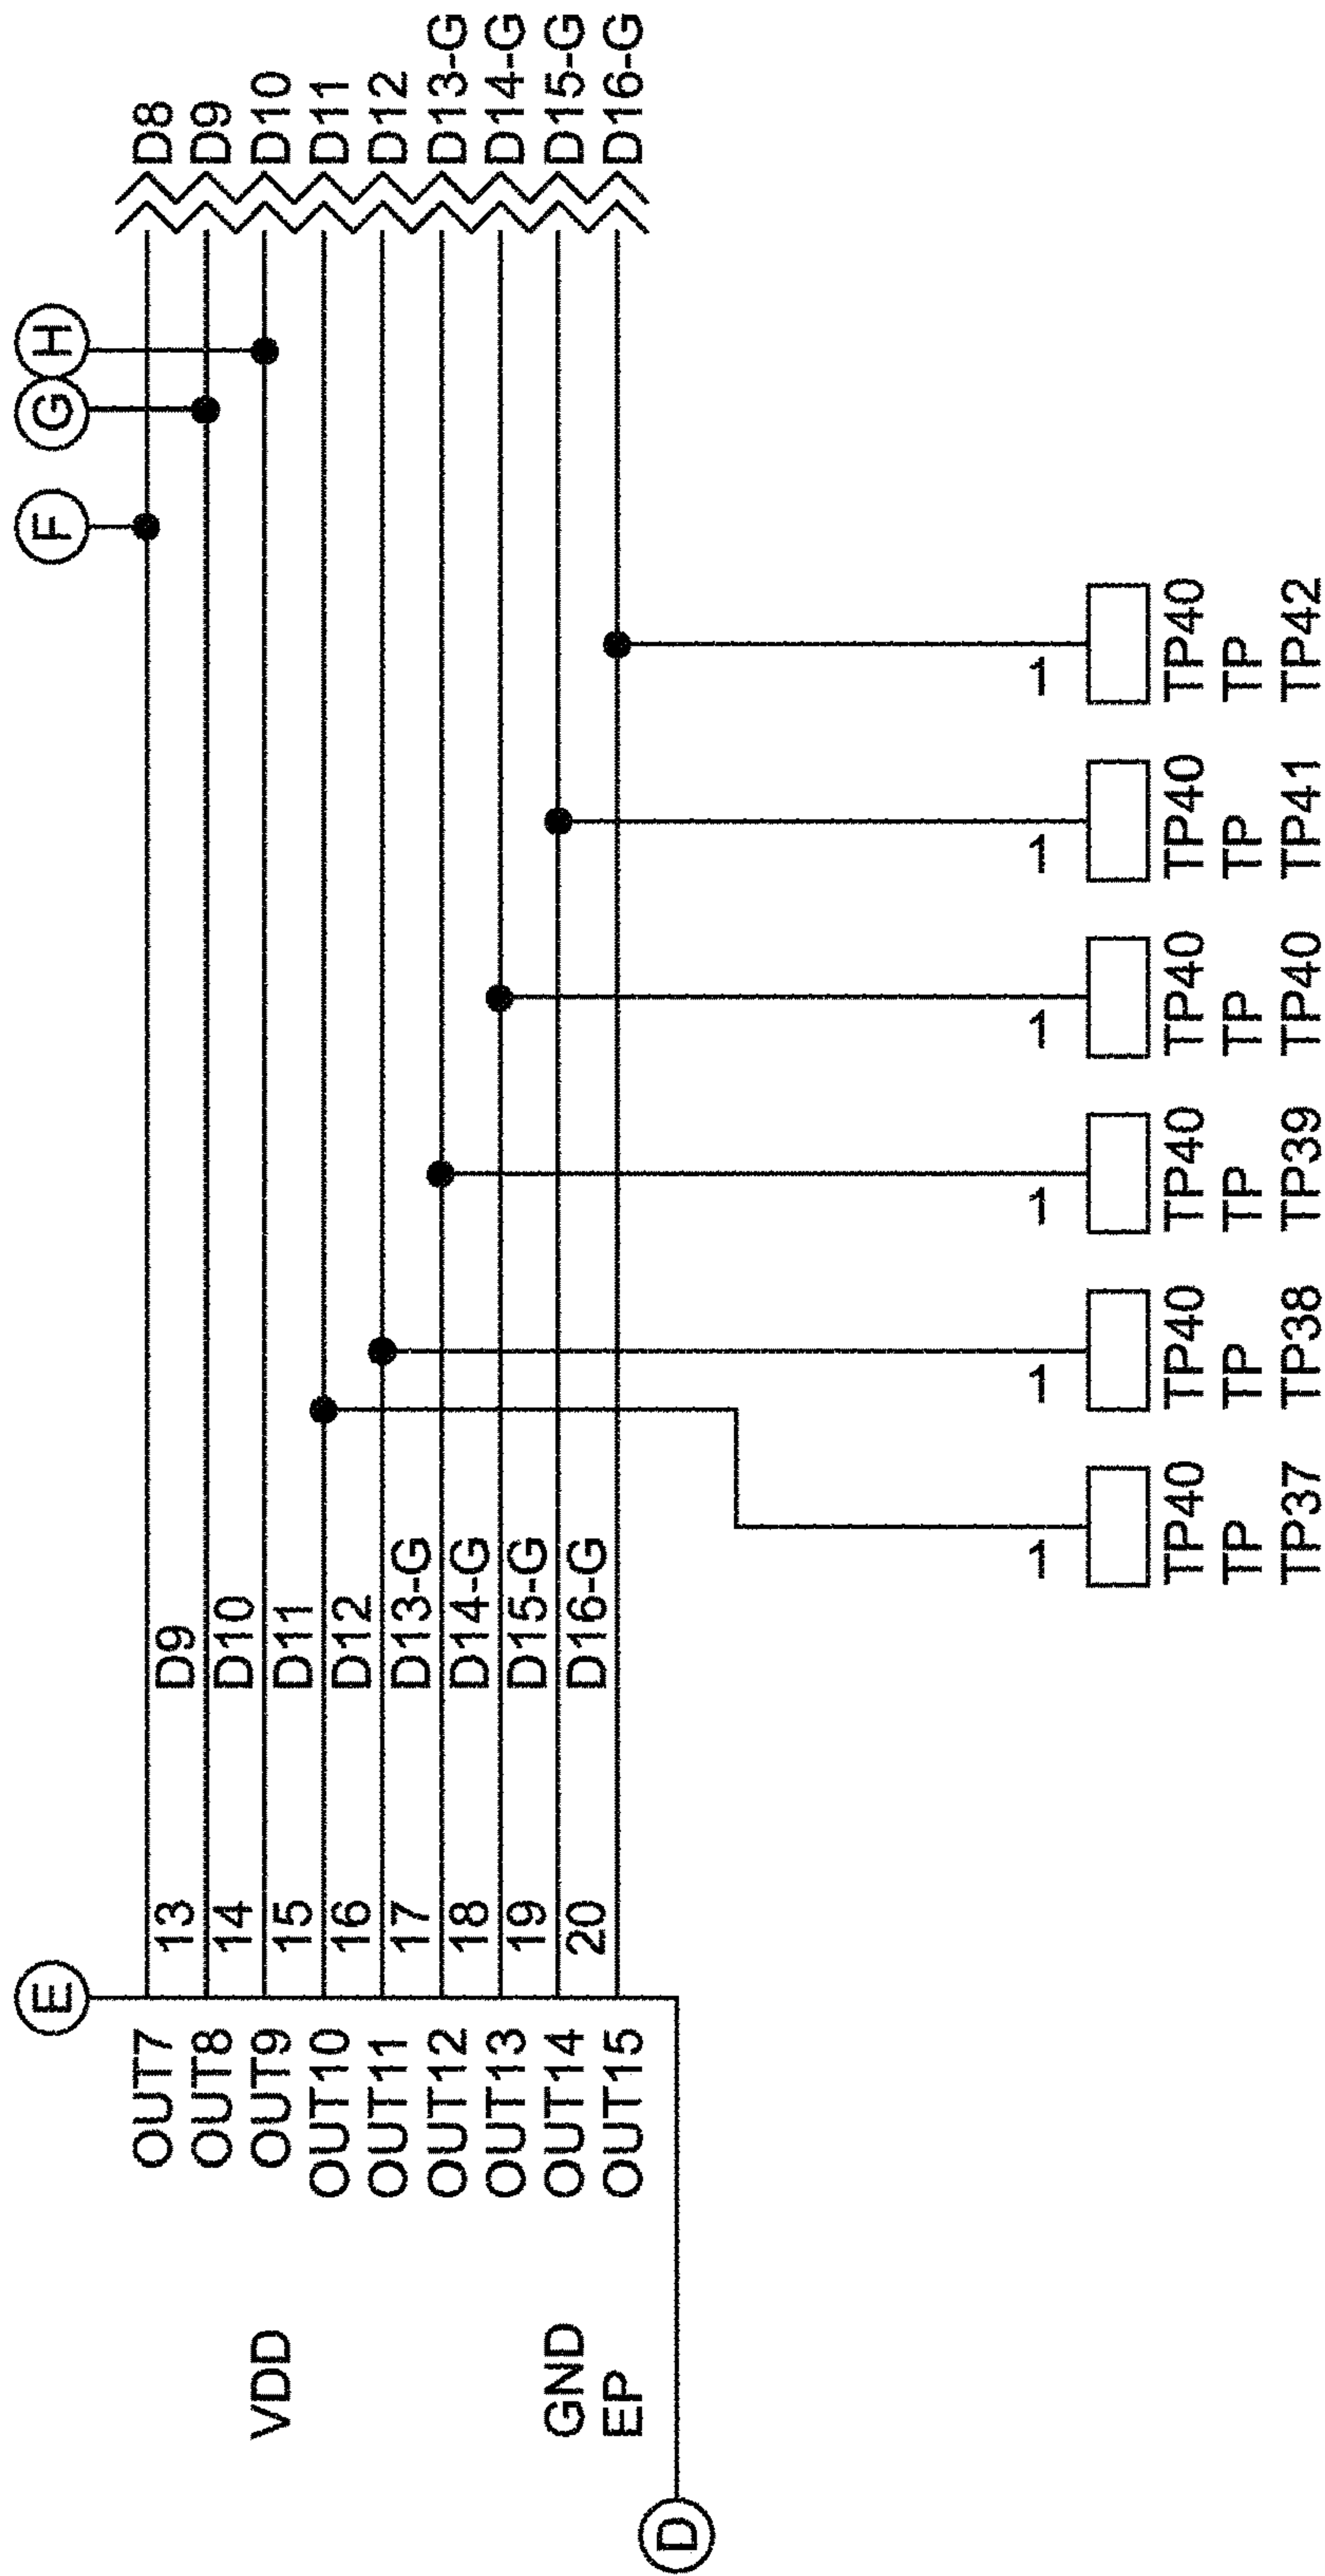 E
F
G
H
OUT7
D8
OUT8
13
D9
D9
VDD
OUT9
14
D10
D10
OUT10
15
D11
D11
OUT11
16
D12
D12
OUT12
17
D13-G
D13-G
OUT13
18
D14-G
D14-G
GND
OUT14
19
D15-G
D15-G
EP
OUT15
20
D16-G
D16-G
D
1
1
1
1
1
1
TP40
TP40
TP40
TP40
TP40
TP40
TP
TP
TP
TP
TP
TP
TP37
TP38
TP39
TP40
TP41
TP42